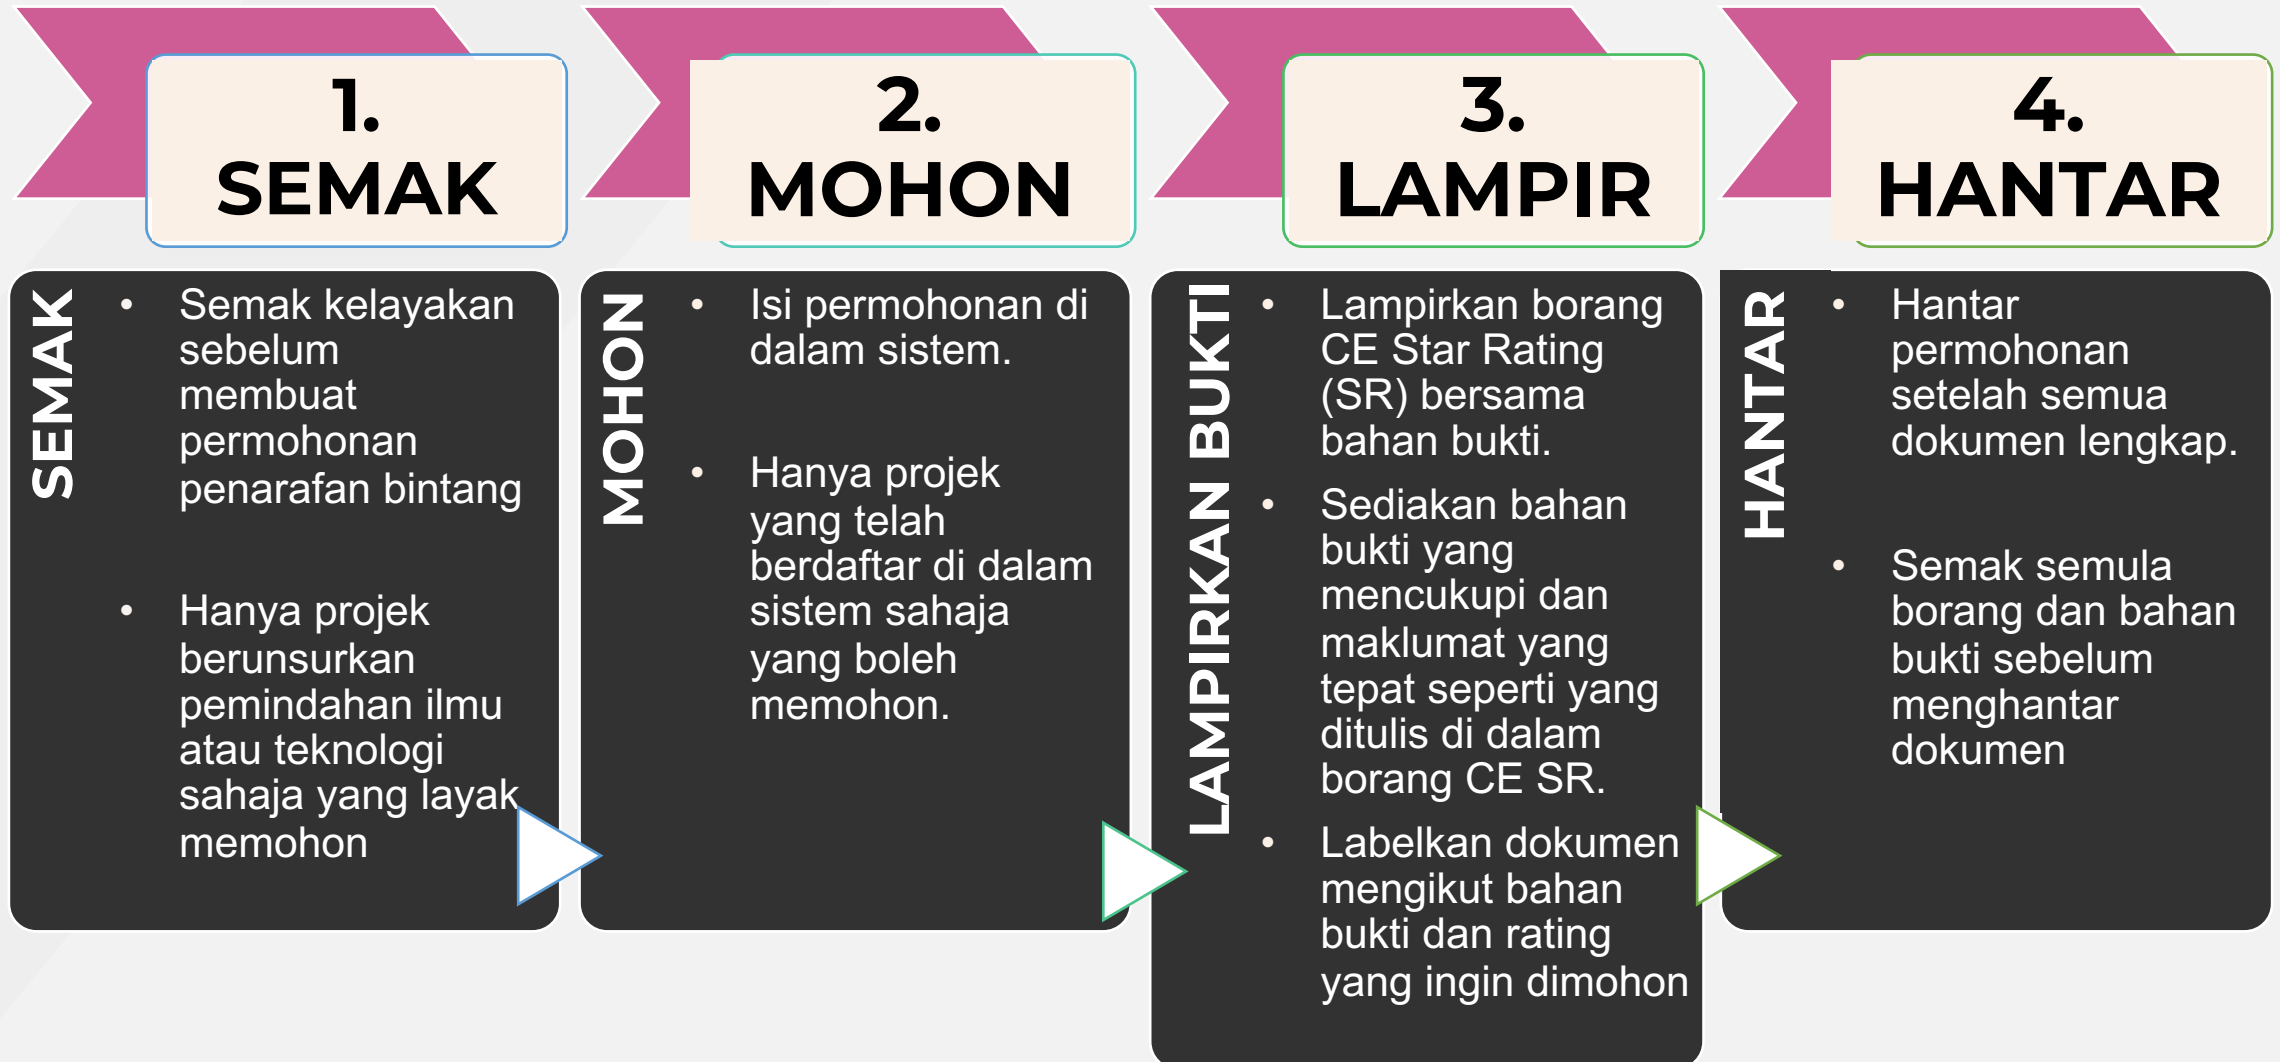 1.
SEMAK
2.
MOHON
3.
LAMPIR
4.
HANTAR
SEMAK
• Semak kelayakan
sebelum
membuat
permohonan
penarafan bintang
• Hanya projek
berunsurkan
pemindahan ilmu
atau teknologi
sahaja yang layak
memohon
MOHON
• Isi permohonan di
dalam sistem.
• Hanya projek
yang telah
berdaftar di dalam
sistem sahaja
yang boleh
memohon.
LAMPIRKAN BUKTI
• Lampirkan borang
CE Star Rating
(SR) bersama
bahan bukti.
• Sediakan bahan
bukti yang
mencukupi dan
maklumat yang
tepat seperti yang
ditulis di dalam
borang CE SR.
• Labelkan dokumen
mengikut bahan
bukti dan rating
yang ingin dimohon
HANTAR
• Hantar
permohonan
setelah semua
dokumen lengkap.
• Semak semula
borang dan bahan
bukti sebelum
menghantar
dokumen